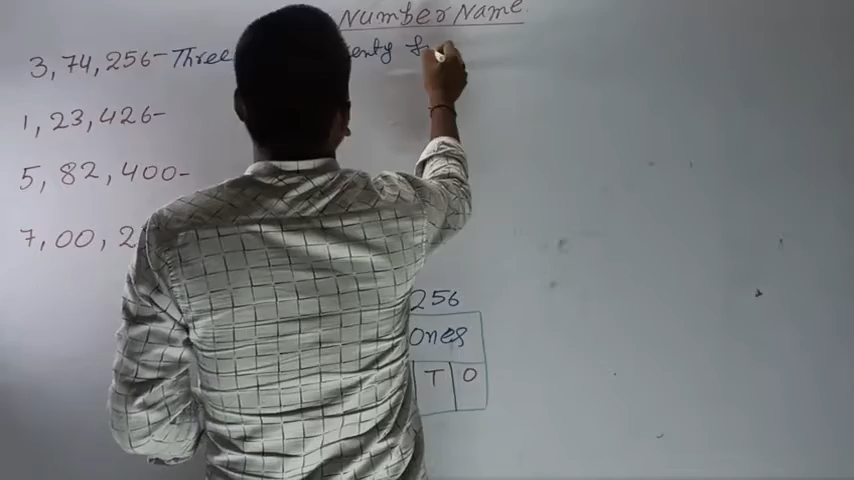 Number Name
3,74,256- Three
1,23,426-
5,82,400-
7,00,2
256
Ones
T O